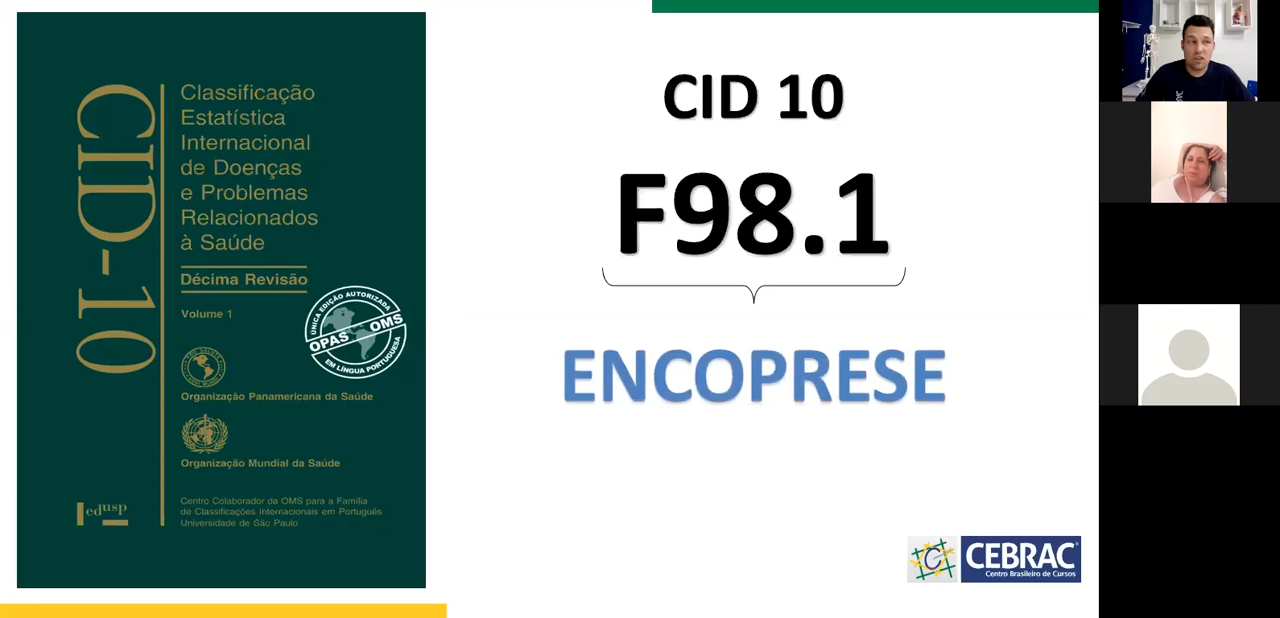 CID-10
Classificação
Estatística
Internacional
de Doenças
e Problemas
Relacionados
à Saúde
Décima Revisão
Volume 1
ÚNICA EDIÇÃO AUTORIZADA
OPAS OMS
EM LÍNGUA PORTUGUESA
Organização Panamericana da Saúde
Organização Mundial da Saúde
edusp
Centro Colaborador da OMS para a Família
de Classificações Internacionais em Português
Universidade de São Paulo
CID 10
F98.1
ENCOPRESE
C
CEBRAC
Centro Brasileiro de Cursos